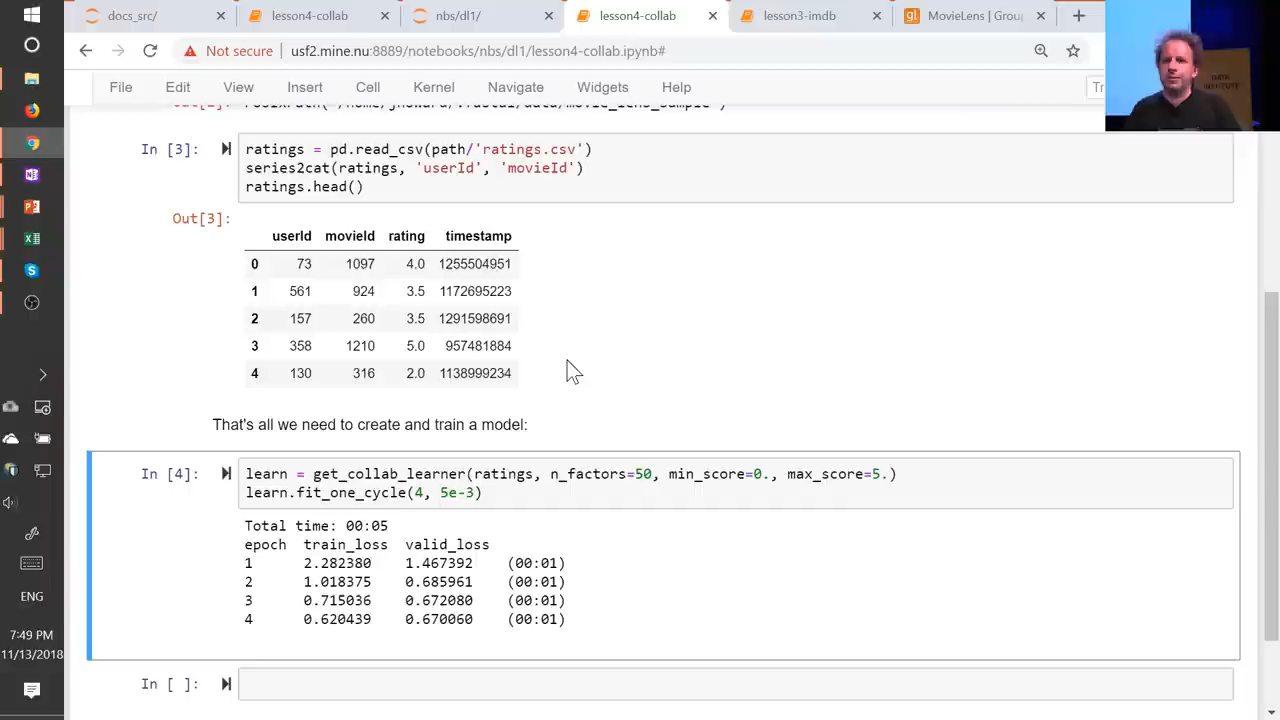 docs_src/
lesson4-collab
nbs/dl1/
lesson4-collab
lesson3-imdb
MovieLens | Group
Not secure
usf2.mine.nu:8889/notebooks/nbs/dl1/lesson4-collab.ipynb#
File Edit View Insert Cell Kernel Navigate Widgets Help
In [3]:
ratings = pd.read_csv(path/'ratings.csv')
series2cat(ratings, 'userId', 'movieId')
ratings.head()
Out[3]:
userId movieId rating timestamp
0 73 1097 4.0 1255504951
1 561 924 3.5 1172695223
2 157 260 3.5 1291598691
3 358 1210 5.0 957481884
4 130 316 2.0 1138999234
That's all we need to create and train a model:
In [4]:
learn = get_collab_learner(ratings, n_factors=50, min_score=0., max_score=5.)
learn.fit_one_cycle(4, 5e-3)
Total time: 00:05
epoch train_loss valid_loss
1 2.282380 1.467392 (00:01)
2 1.018375 0.685961 (00:01)
3 0.715036 0.672080 (00:01)
4 0.620439 0.670060 (00:01)
In [ ]:
ENG
7:49 PM
11/13/2018